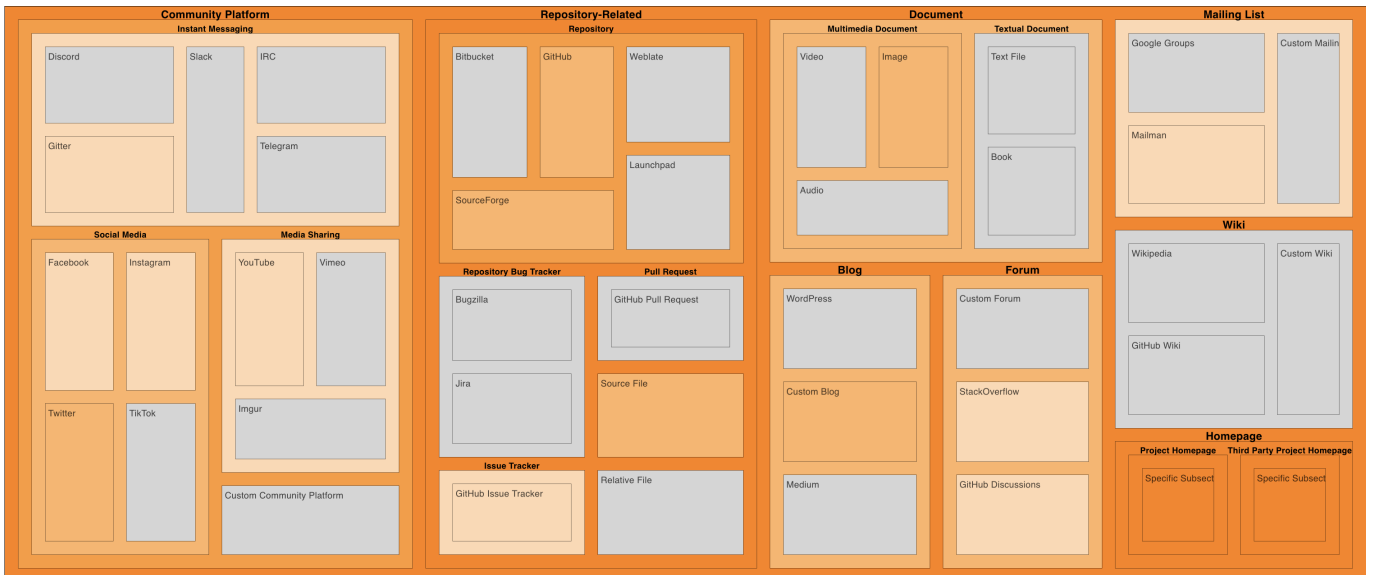 Community Platform
Instant Messaging
Discord
Slack
IRC
Gitter
Telegram
Social Media
Facebook
Instagram
Twitter
TikTok
Media Sharing
YouTube
Vimeo
Imgur
Custom Community Platform
Repository-Related
Repository
Bitbucket
GitHub
Weblate
Launchpad
SourceForge
Repository Bug Tracker
Bugzilla
Jira
Pull Request
GitHub Pull Request
Source File
Issue Tracker
GitHub Issue Tracker
Relative File
Document
Multimedia Document
Video
Image
Audio
Textual Document
Text File
Book
Blog
WordPress
Custom Blog
Medium
Forum
Custom Forum
StackOverflow
GitHub Discussions
Mailing List
Google Groups
Custom Mailin
Mailman
Wiki
Wikipedia
Custom Wiki
GitHub Wiki
Homepage
Project Homepage
Specific Subsect
Third Party Project Homepage
Specific Subsect